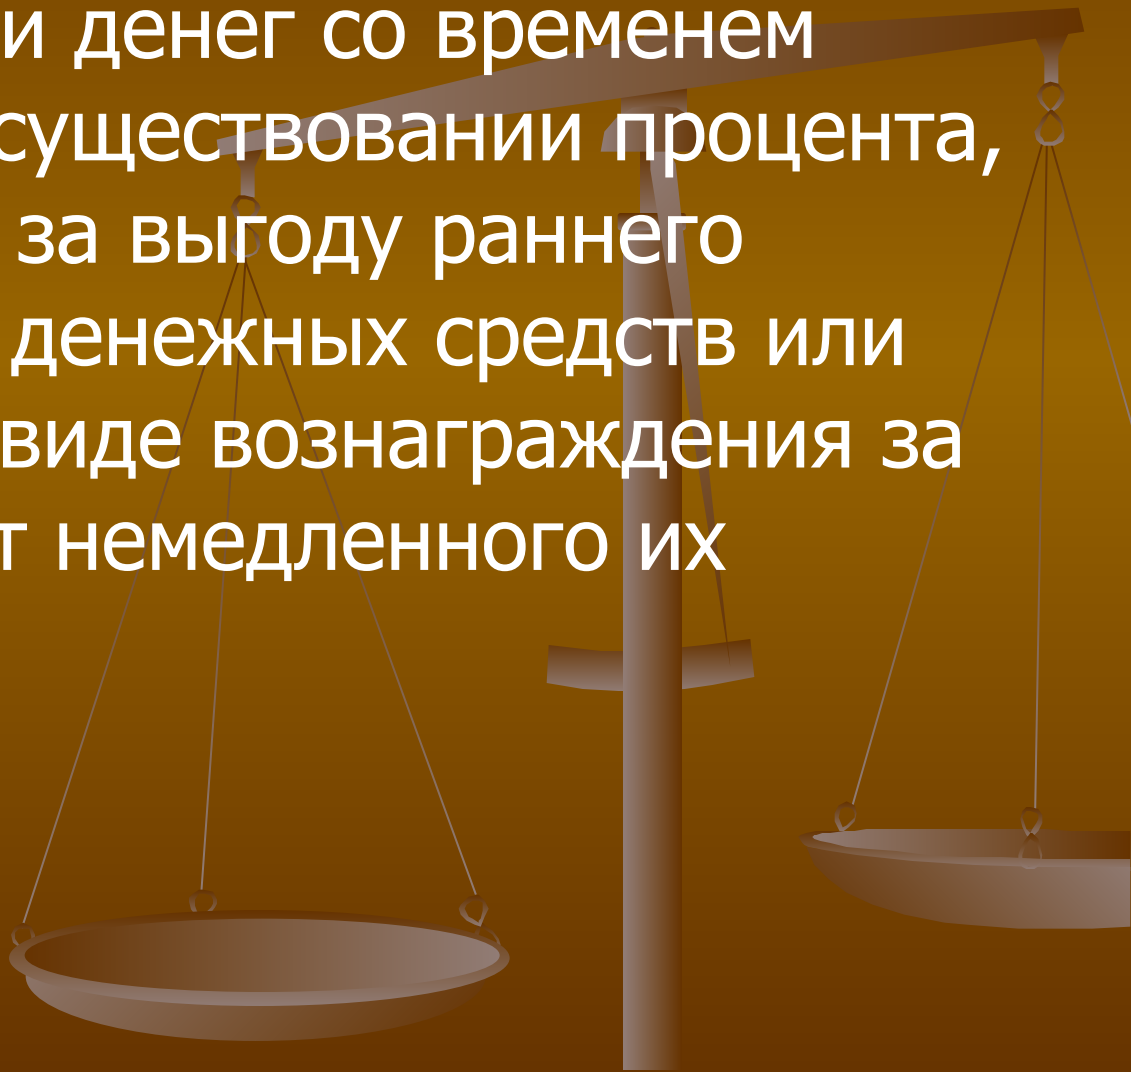 и денег со временем
существовании процента,
за выгоду раннего
денежных средств или
виде вознаграждения за
т немедленного их